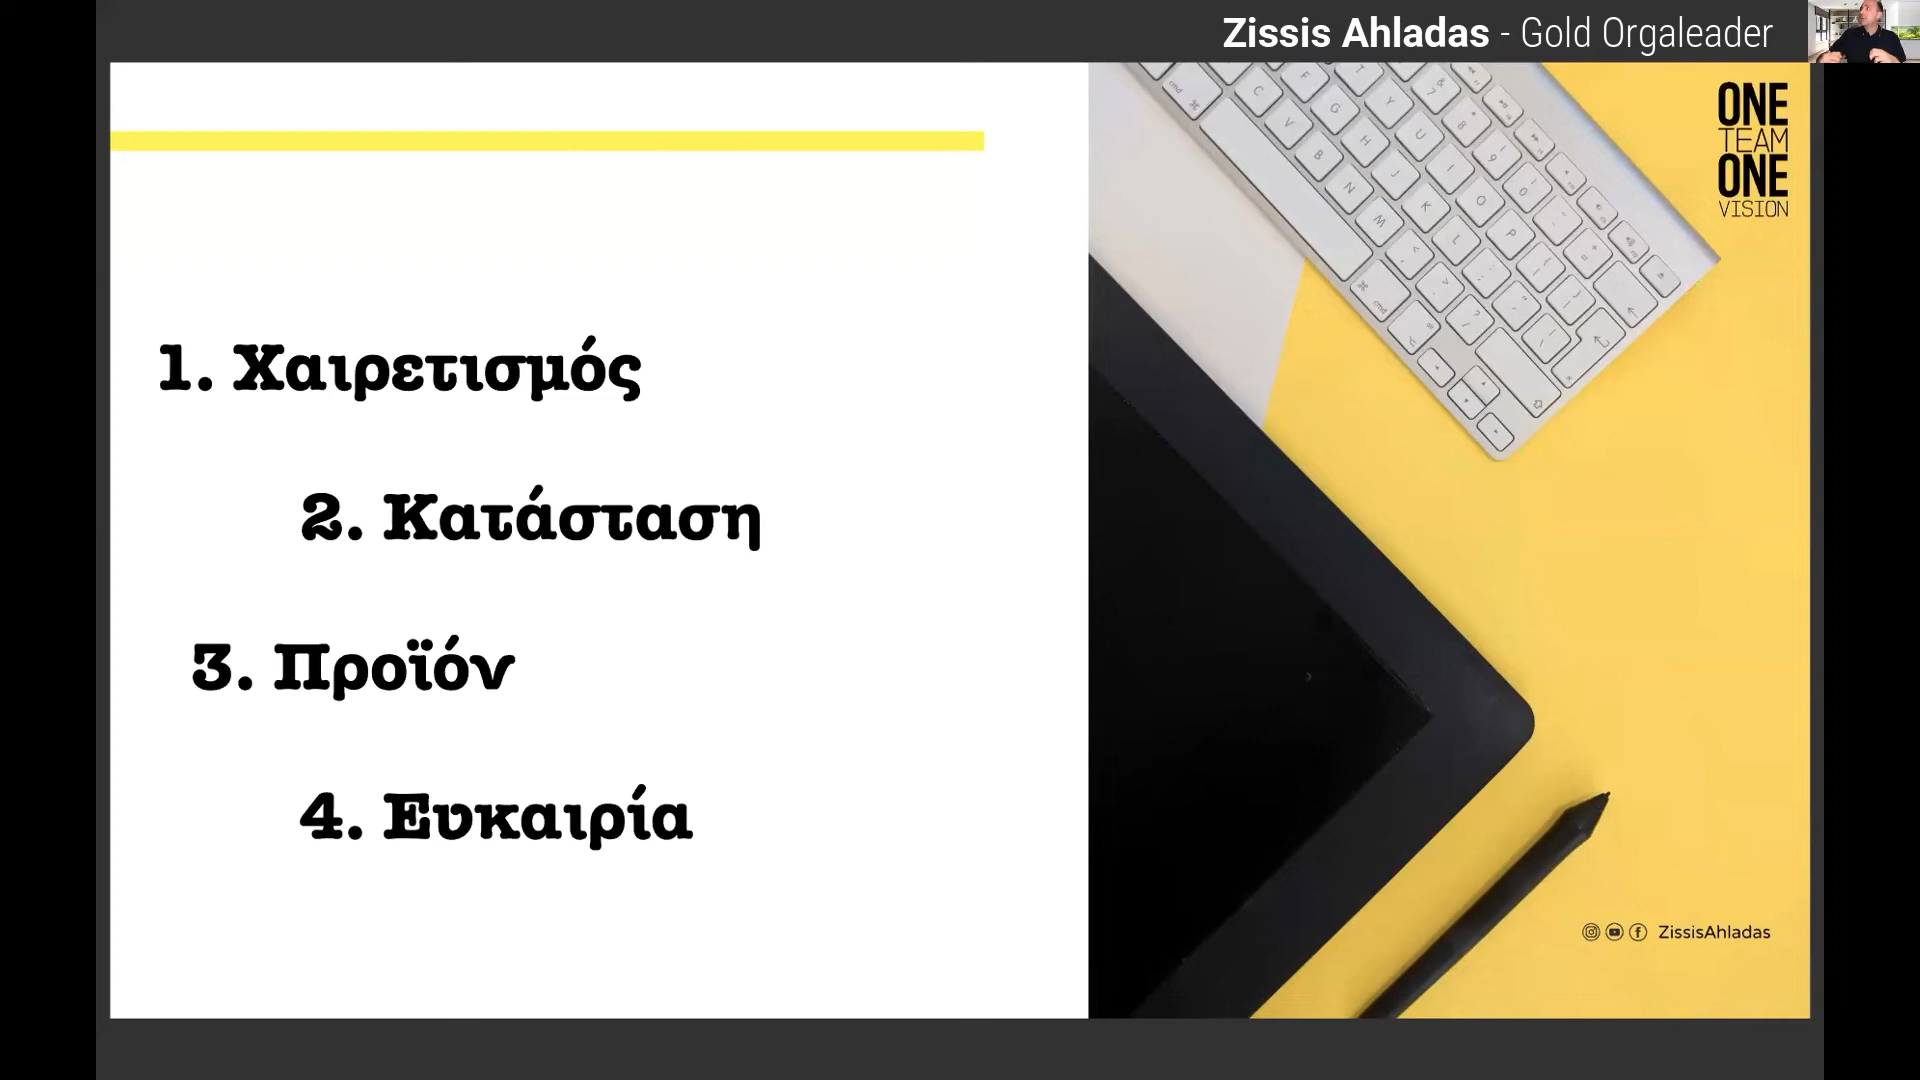 Zissis Ahladas - Gold Orgaleader
ONE
TEAM
ONE
VISION
1. Χαιρετισμός
2. Κατάσταση
3. Προϊόν
4. Ευκαιρία
ZissisAhladas